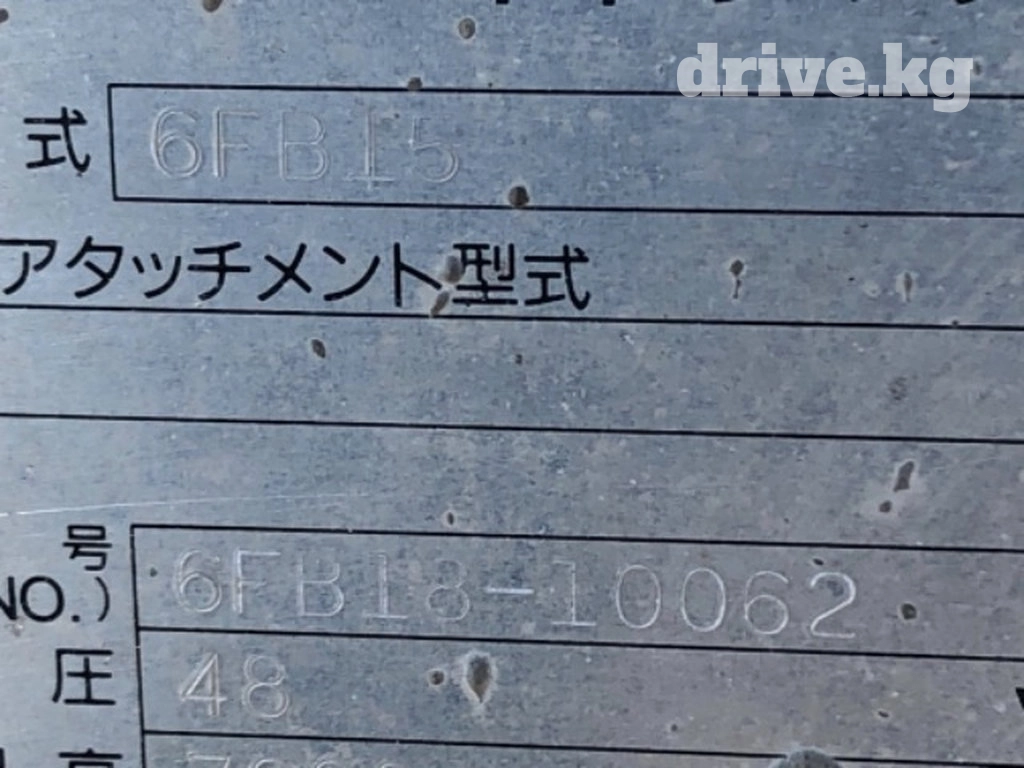 drive.kg
式 6FB15
アタッチメント型式
号
NO.) 6FB18-10062
圧 48